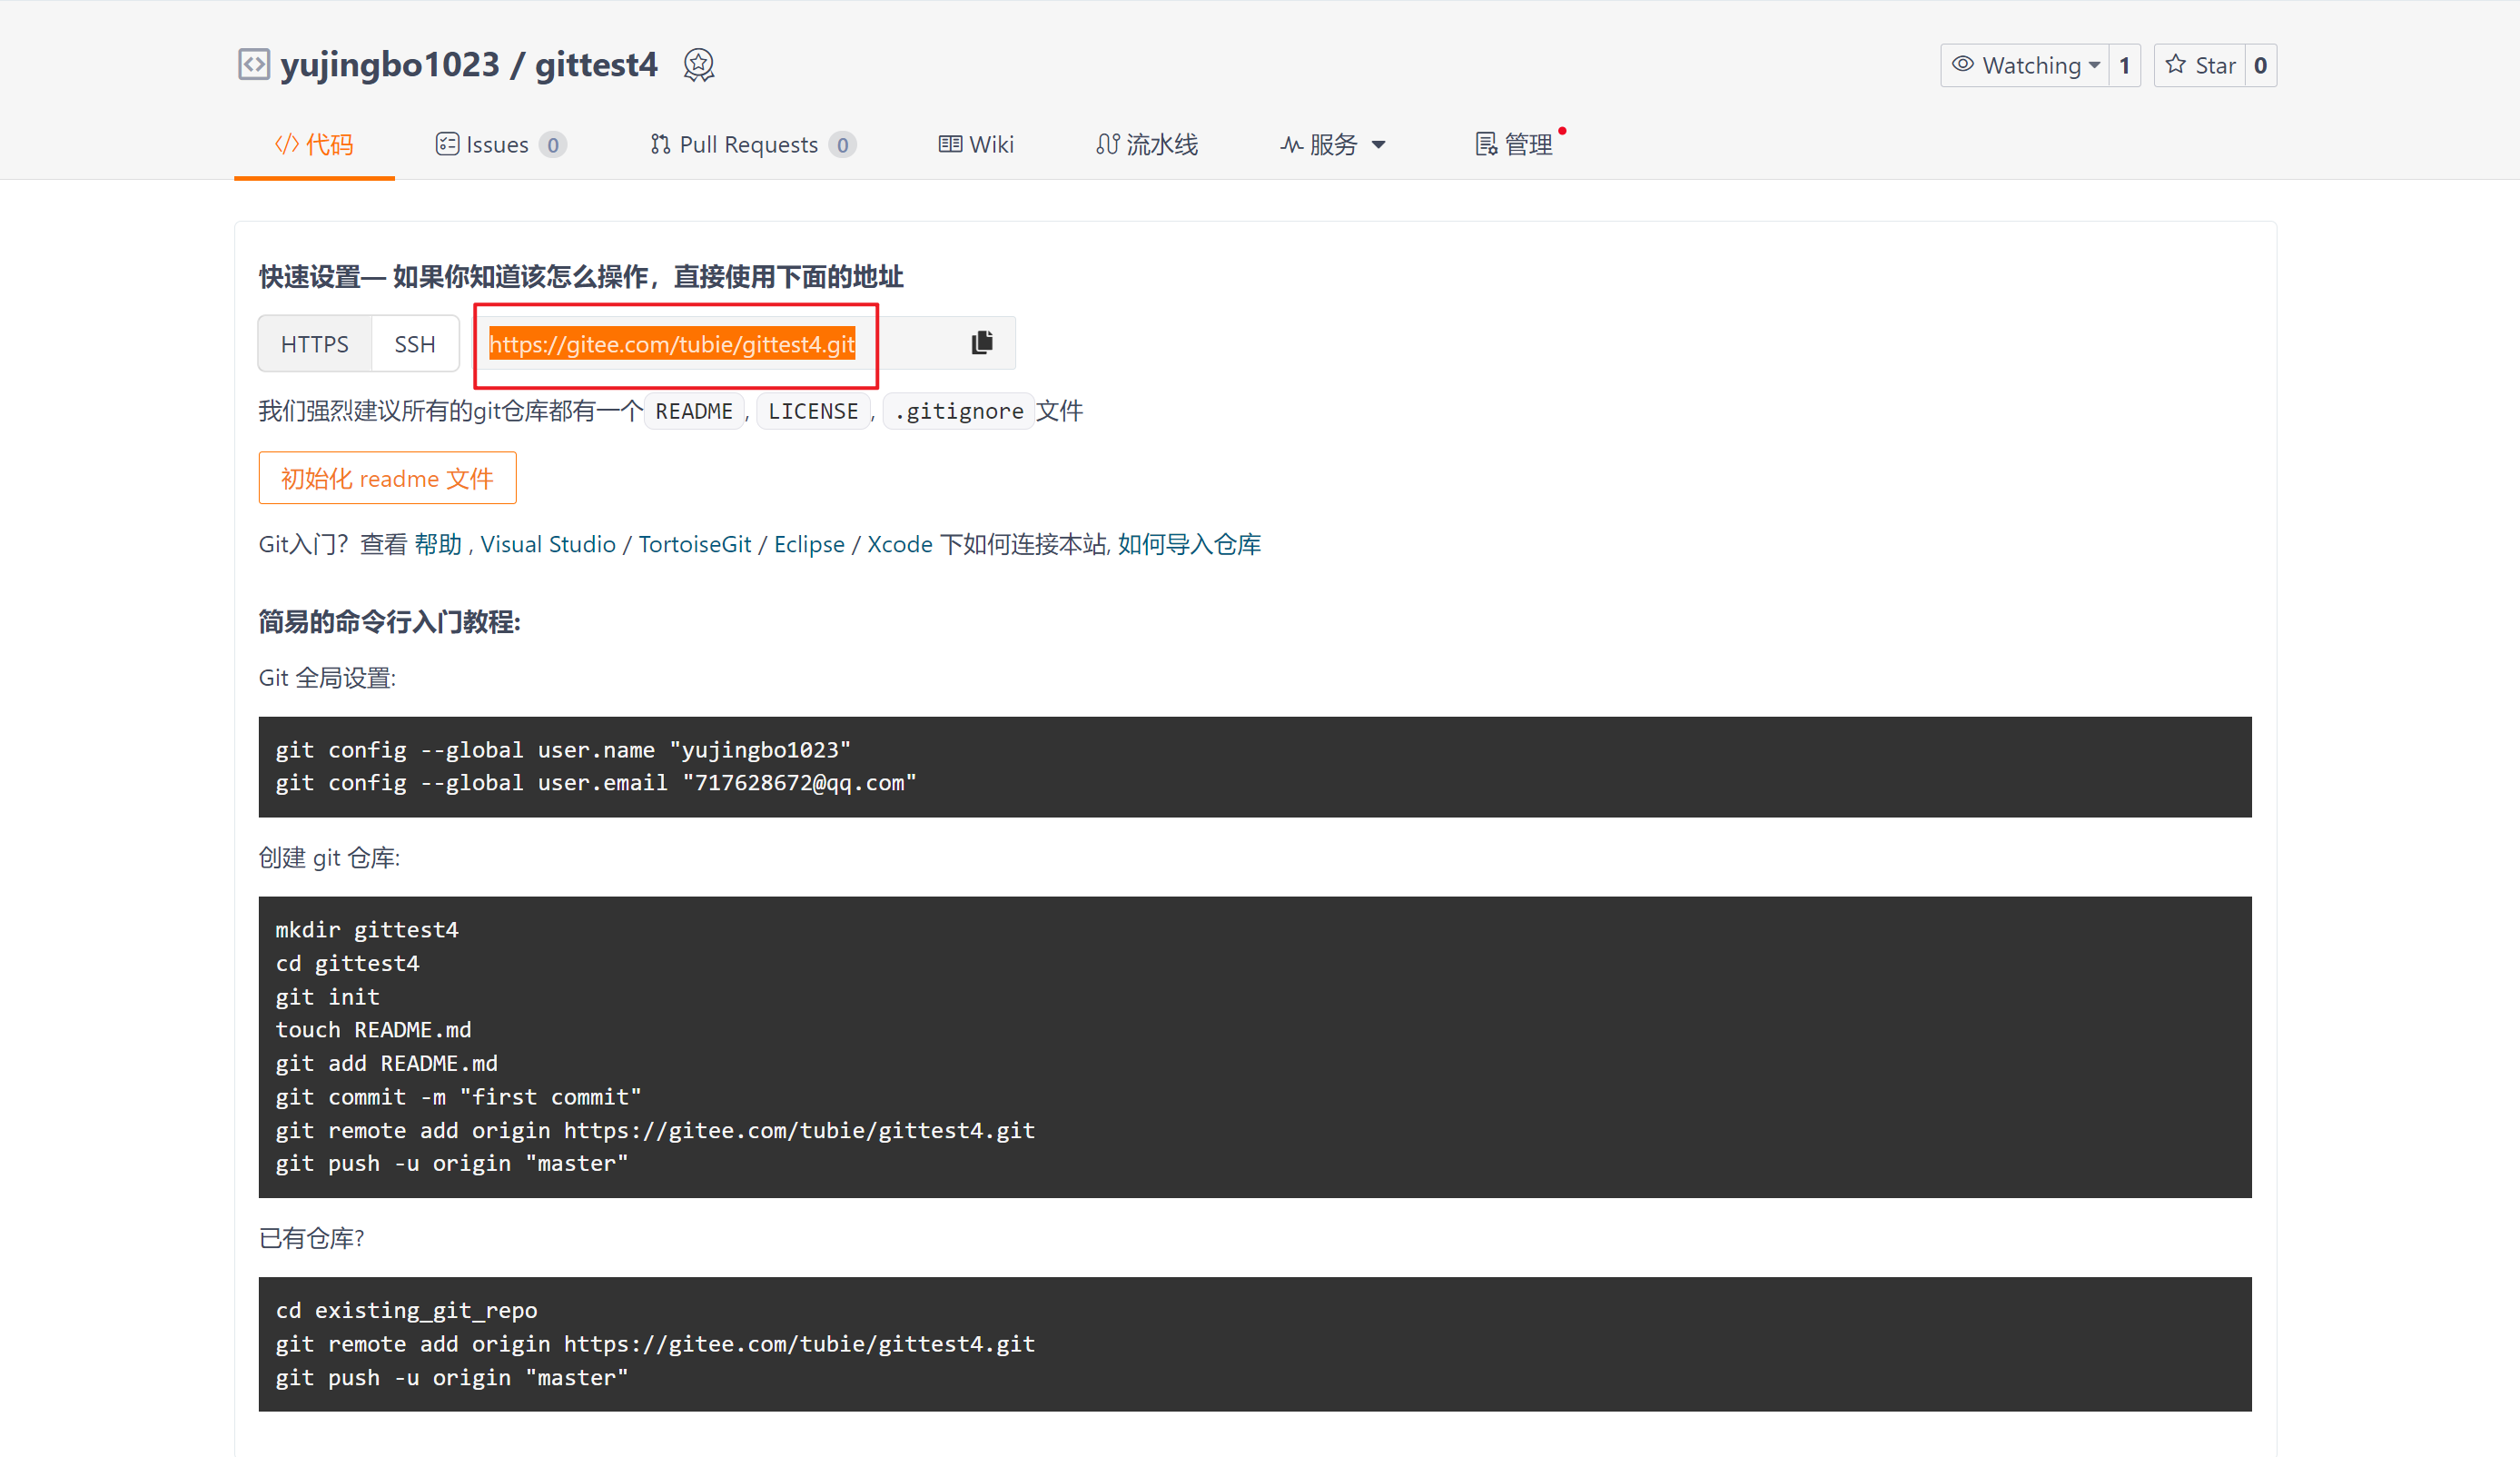 yujingbo1023 / gittest4
Watching 1 Star 0
代码 Issues 0 Pull Requests 0 Wiki 流水线 服务 管理
快速设置— 如果你知道该怎么操作，直接使用下面的地址
HTTPS SSH https://gitee.com/tubie/gittest4.git
我们强烈建议所有的git仓库都有一个 README , LICENSE , .gitignore 文件
初始化 readme 文件
Git入门？查看 帮助 , Visual Studio / TortoiseGit / Eclipse / Xcode 下如何连接本站, 如何导入仓库
简易的命令行入门教程:
Git 全局设置:
git config --global user.name "yujingbo1023"
git config --global user.email "717628672@qq.com"
创建 git 仓库:
mkdir gittest4
cd gittest4
git init
touch README.md
git add README.md
git commit -m "first commit"
git remote add origin https://gitee.com/tubie/gittest4.git
git push -u origin "master"
已有仓库?
cd existing_git_repo
git remote add origin https://gitee.com/tubie/gittest4.git
git push -u origin "master"